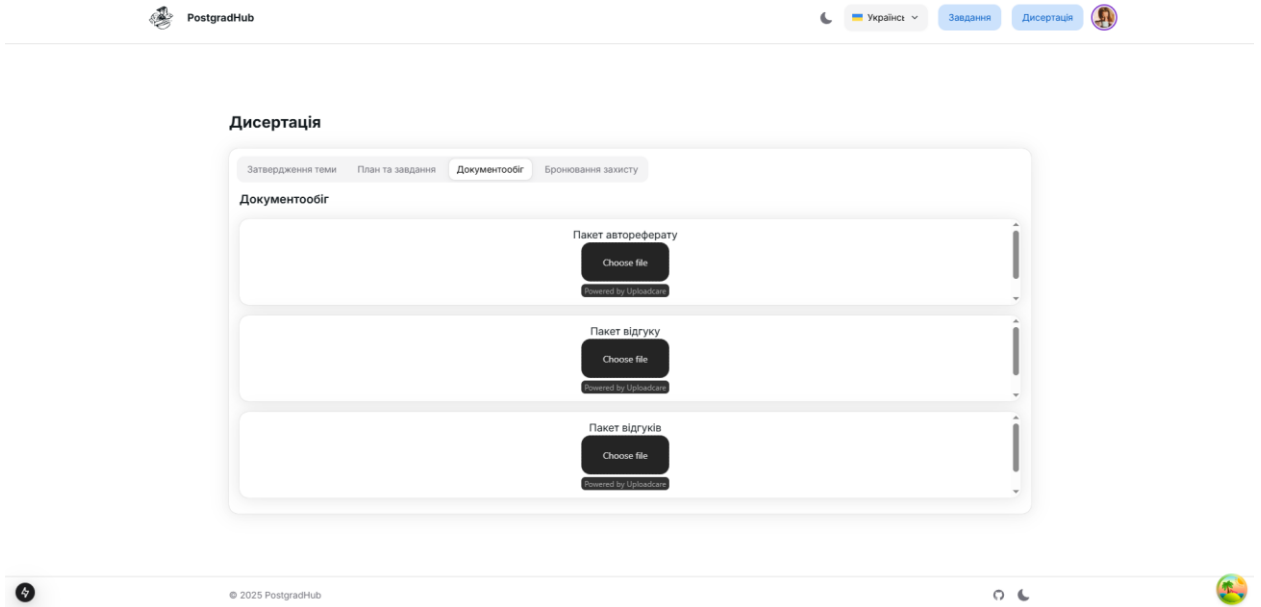 PostgradHub
Українсь
Завдання
Дисертація
Дисертація
Затвердження теми
План та завдання
Документообіг
Бронювання захисту
Документообіг
Пакет автореферату
Choose file
Powered by Uploadcare
Пакет відгуку
Choose file
Powered by Uploadcare
Пакет відгуків
Choose file
Powered by Uploadcare
© 2025 PostgradHub